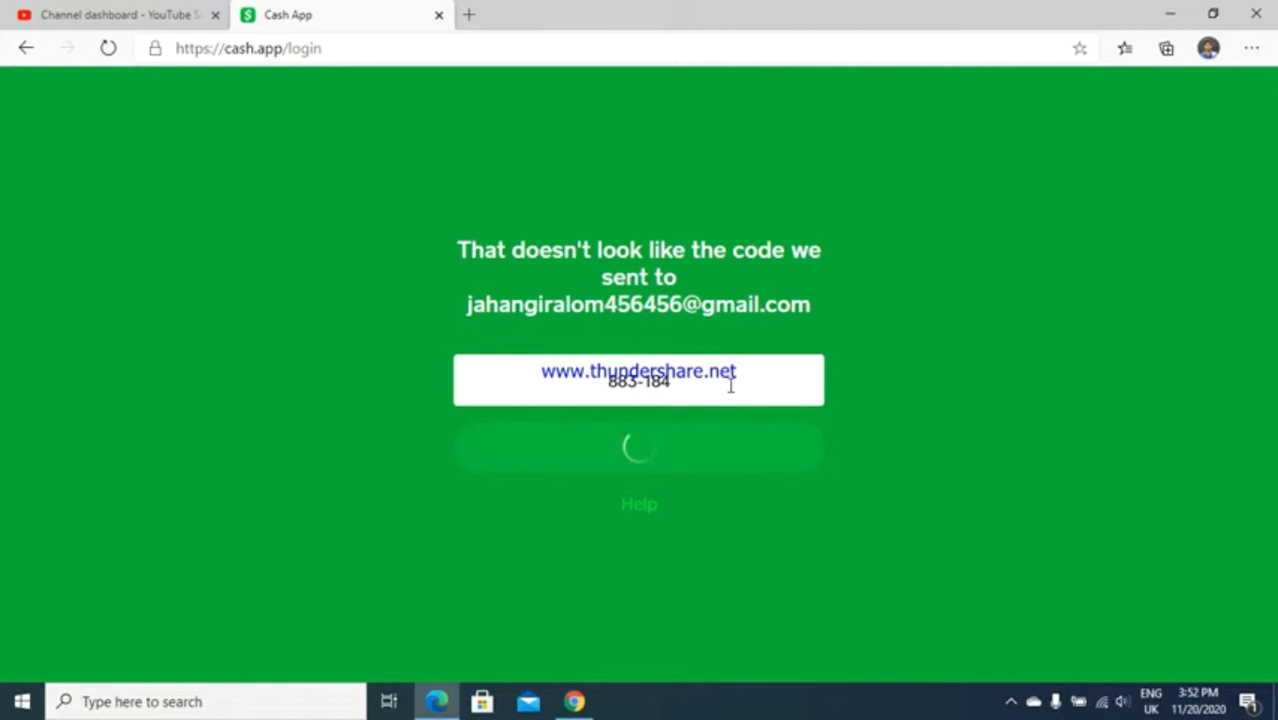 Channel dashboard - YouTube S
Cash App
https://cash.app/login
That doesn't look like the code we
sent to
jahangiralom456456@gmail.com
www.thundershare.net
883-184
Help
Type here to search
ENG
UK
3:52 PM
11/20/2020
1